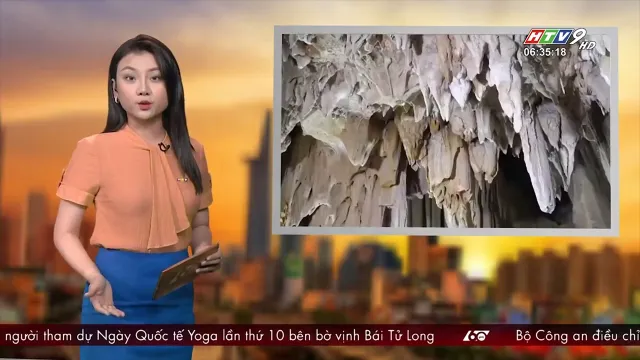 HTV9 HD
06:35:18
người tham dự Ngày Quốc tế Yoga lần thứ 10 bên bờ vịnh Bái Tử Long
60 Bộ Công an điều chỉ